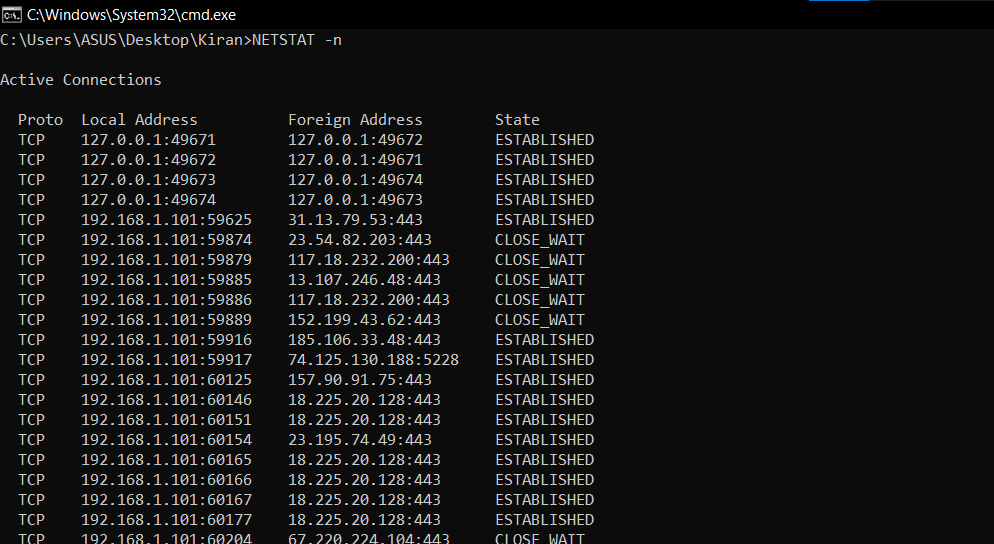 C:\Windows\System32\cmd.exe
C:\Users\ASUS\Desktop\Kiran>NETSTAT -n
Active Connections
Proto  Local Address          Foreign Address        State
TCP    127.0.0.1:49671        127.0.0.1:49672        ESTABLISHED
TCP    127.0.0.1:49672        127.0.0.1:49671        ESTABLISHED
TCP    127.0.0.1:49673        127.0.0.1:49674        ESTABLISHED
TCP    127.0.0.1:49674        127.0.0.1:49673        ESTABLISHED
TCP    192.168.1.101:59625    31.13.79.53:443        ESTABLISHED
TCP    192.168.1.101:59874    23.54.82.203:443       CLOSE_WAIT
TCP    192.168.1.101:59879    117.18.232.200:443     CLOSE_WAIT
TCP    192.168.1.101:59885    13.107.246.48:443      CLOSE_WAIT
TCP    192.168.1.101:59886    117.18.232.200:443     CLOSE_WAIT
TCP    192.168.1.101:59889    152.199.43.62:443      CLOSE_WAIT
TCP    192.168.1.101:59916    185.106.33.48:443      ESTABLISHED
TCP    192.168.1.101:59917    74.125.130.188:5228    ESTABLISHED
TCP    192.168.1.101:60125    157.90.91.75:443       ESTABLISHED
TCP    192.168.1.101:60146    18.225.20.128:443      ESTABLISHED
TCP    192.168.1.101:60151    18.225.20.128:443      ESTABLISHED
TCP    192.168.1.101:60154    23.195.74.49:443       ESTABLISHED
TCP    192.168.1.101:60165    18.225.20.128:443      ESTABLISHED
TCP    192.168.1.101:60166    18.225.20.128:443      ESTABLISHED
TCP    192.168.1.101:60167    18.225.20.128:443      ESTABLISHED
TCP    192.168.1.101:60177    18.225.20.128:443      ESTABLISHED
TCP    192.168.1.101:60204    67.220.224.104:443     CLOSE_WAIT